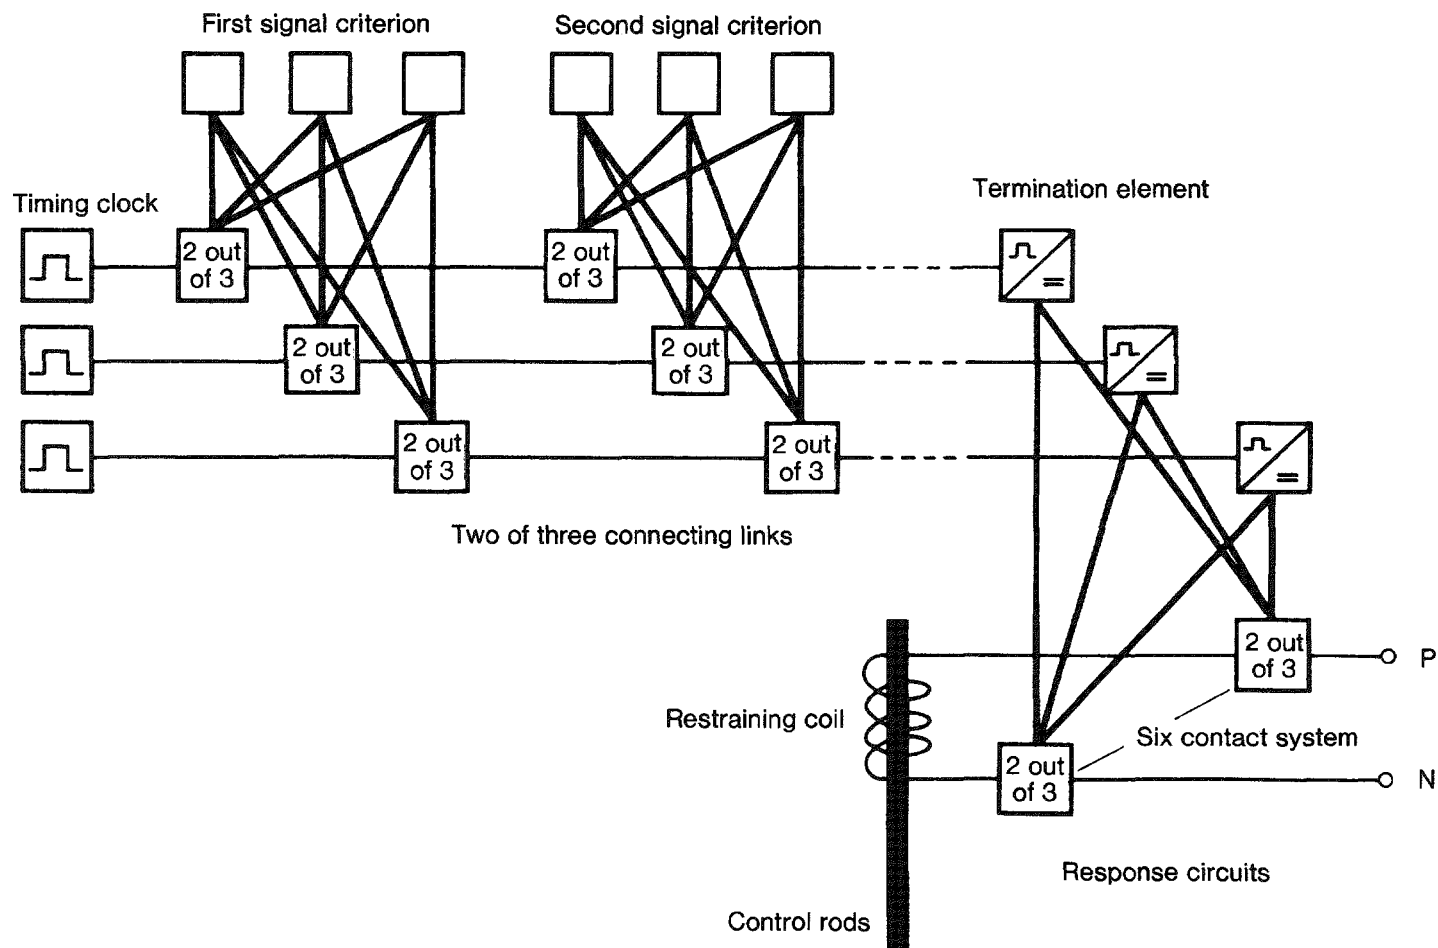 First signal criterion
Second signal criterion
Timing clock
Termination element
2 out
of 3
2 out
of 3
2 out
of 3
2 out
of 3
2 out
of 3
2 out
of 3
Two of three connecting links
2 out
of 3
P
Restraining coil
Six contact system
2 out
of 3
N
Response circuits
Control rods